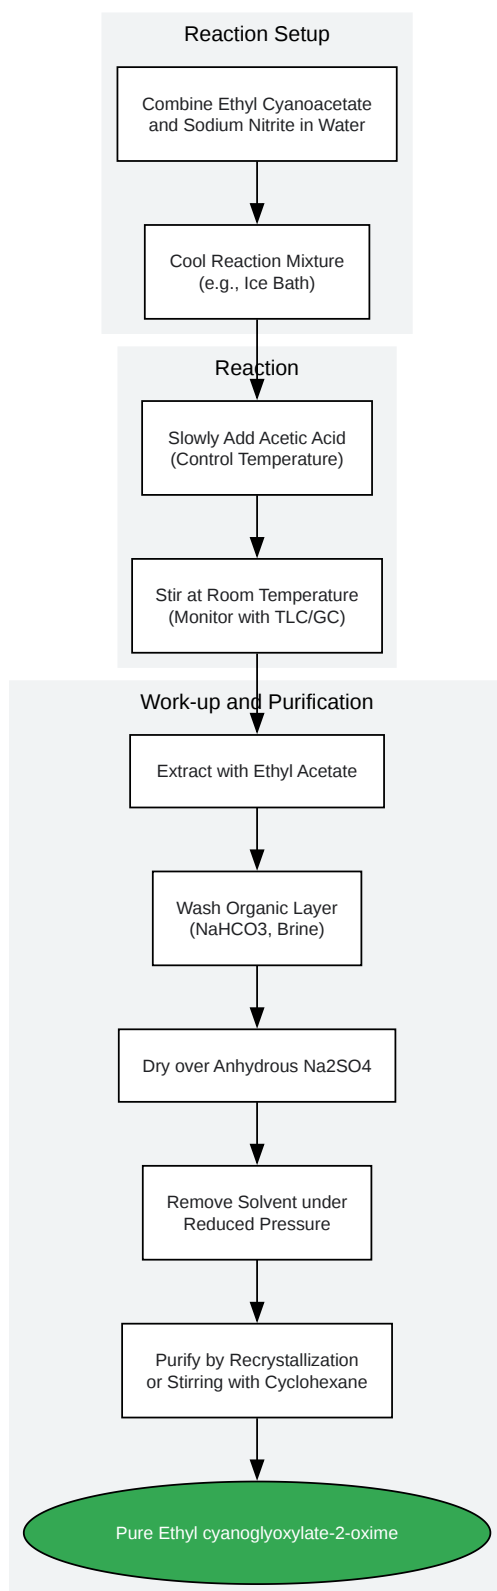 Reaction Setup
Combine Ethyl Cyanoacetate
and Sodium Nitrite in Water
Cool Reaction Mixture
(e.g., Ice Bath)
Reaction
Slowly Add Acetic Acid
(Control Temperature)
Stir at Room Temperature
(Monitor with TLC/GC)
Work-up and Purification
Extract with Ethyl Acetate
Wash Organic Layer
(NaHCO3, Brine)
Dry over Anhydrous Na2SO4
Remove Solvent under
Reduced Pressure
Purify by Recrystallization
or Stirring with Cyclohexane
Pure Ethyl cyanoglyoxylate-2-oxime